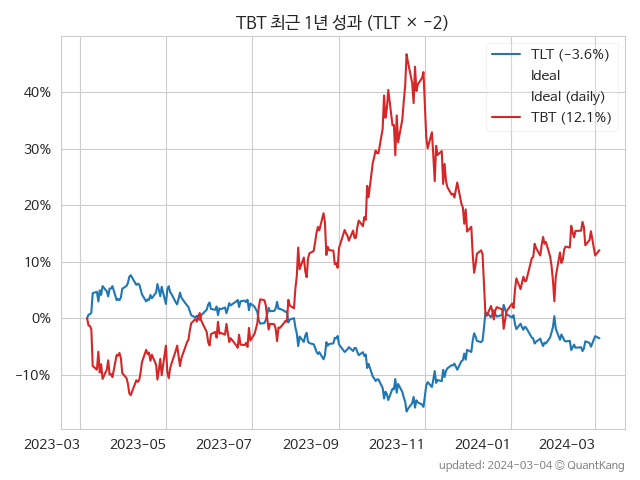 TBT 최근 1년 성과 (TLT × −2)
TLT (−3.6%)
Ideal
Ideal (daily)
TBT (12.1%)
40%
30%
20%
10%
0%
−10%
2023-03
2023-05
2023-07
2023-09
2023-11
2024-01
2024-03
updated: 2024-03-04 © QuantKang